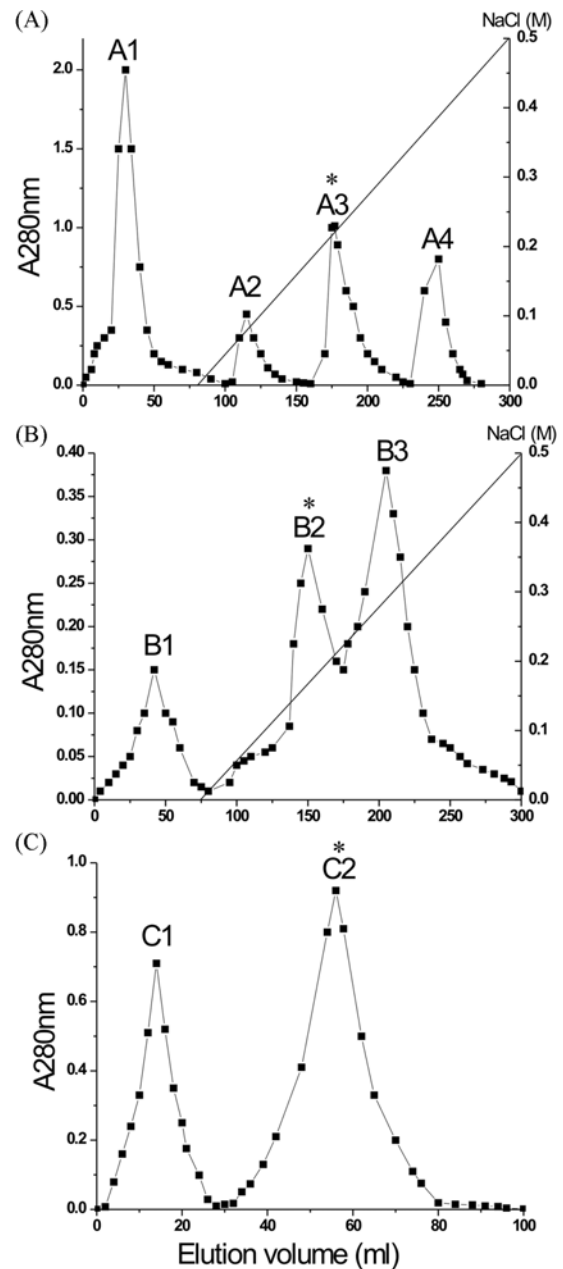 (A)
NaCl (M)
A1
A2
*
A3
A4
2.0
1.5
1.0
0.5
0.0
A280nm
0.5
0.4
0.3
0.2
0.1
0.0
0 50 100 150 200 250 300
(B)
NaCl (M)
B1
*
B2
B3
0.40
0.35
0.30
0.25
0.20
0.15
0.10
0.05
0.00
A280nm
0.5
0.4
0.3
0.2
0.1
0.0
0 50 100 150 200 250 300
(C)
C1
*
C2
1.0
0.8
0.6
0.4
0.2
0.0
A280nm
0 20 40 60 80 100
Elution volume (ml)